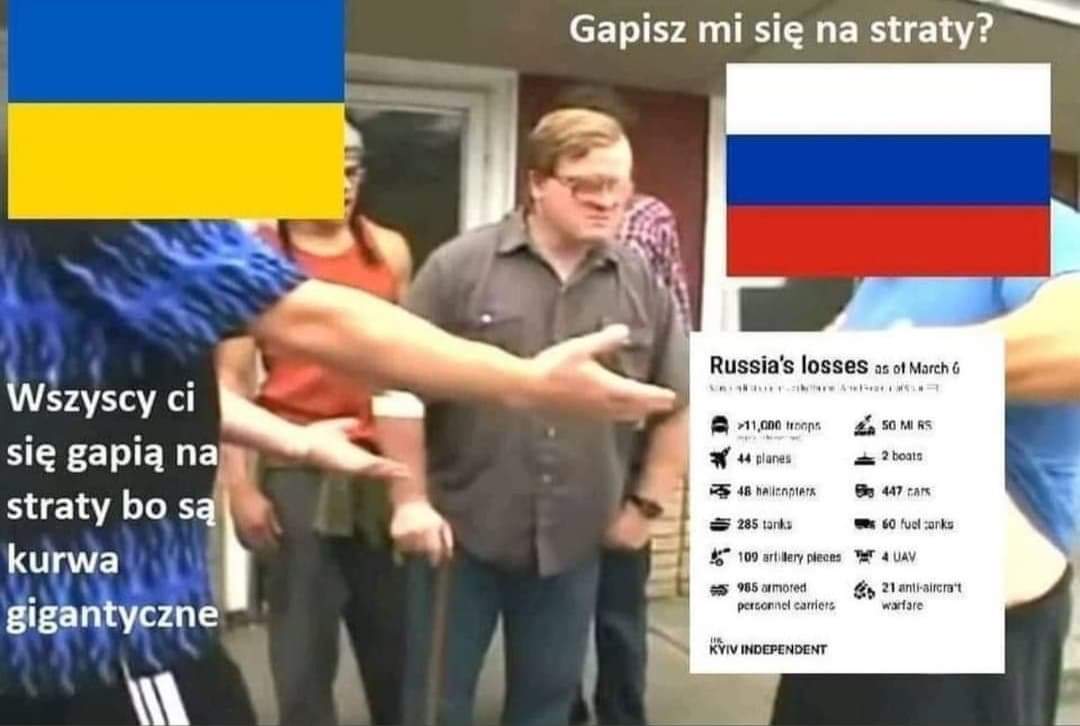 Gapisz mi się na straty?
Wszyscy ci
się gapią na
straty bo są
kurwa
gigantyczne
Russia's losses as of March 6
>11,000 troops
44 planes
48 helicopters
285 tanks
109 artillery pieces
985 armored
personnel carriers
50 MLRS
2 boats
447 cars
60 fuel tanks
4 UAV
21 anti-aircraft
warfare
THE
KYIV INDEPENDENT